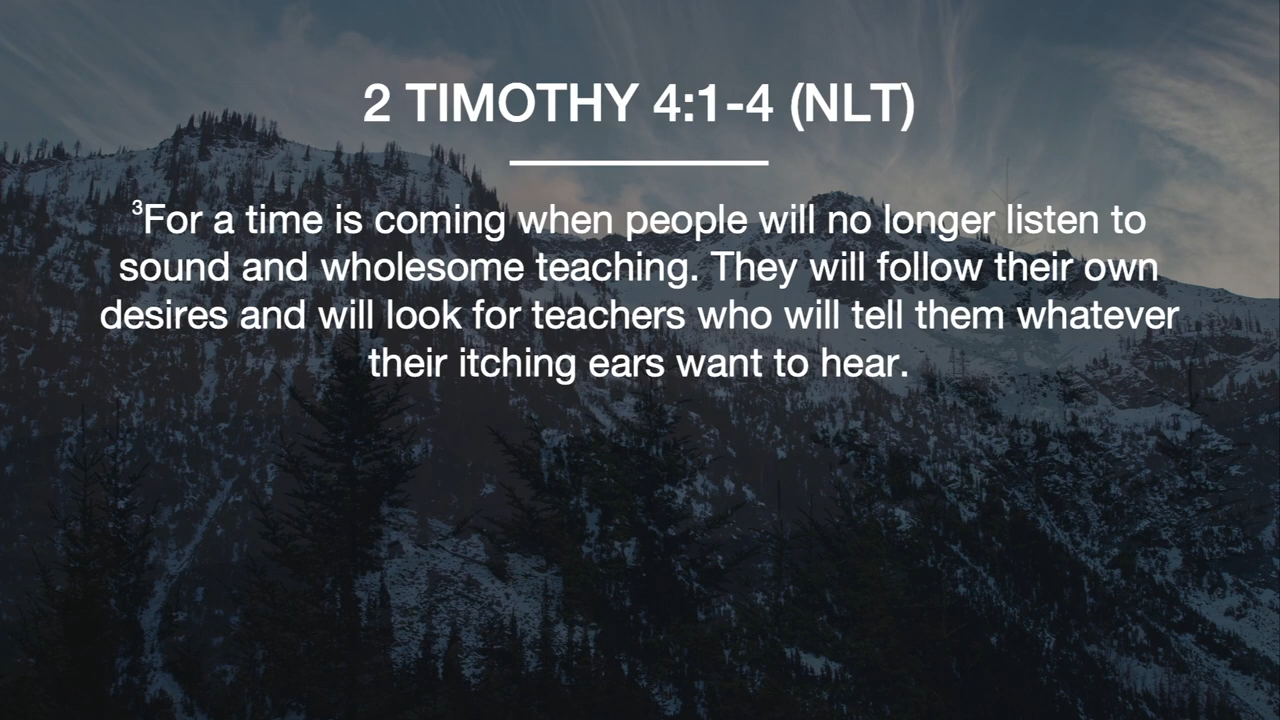 2 TIMOTHY 4:1-4 (NLT)
³For a time is coming when people will no longer listen to
sound and wholesome teaching. They will follow their own
desires and will look for teachers who will tell them whatever
their itching ears want to hear.